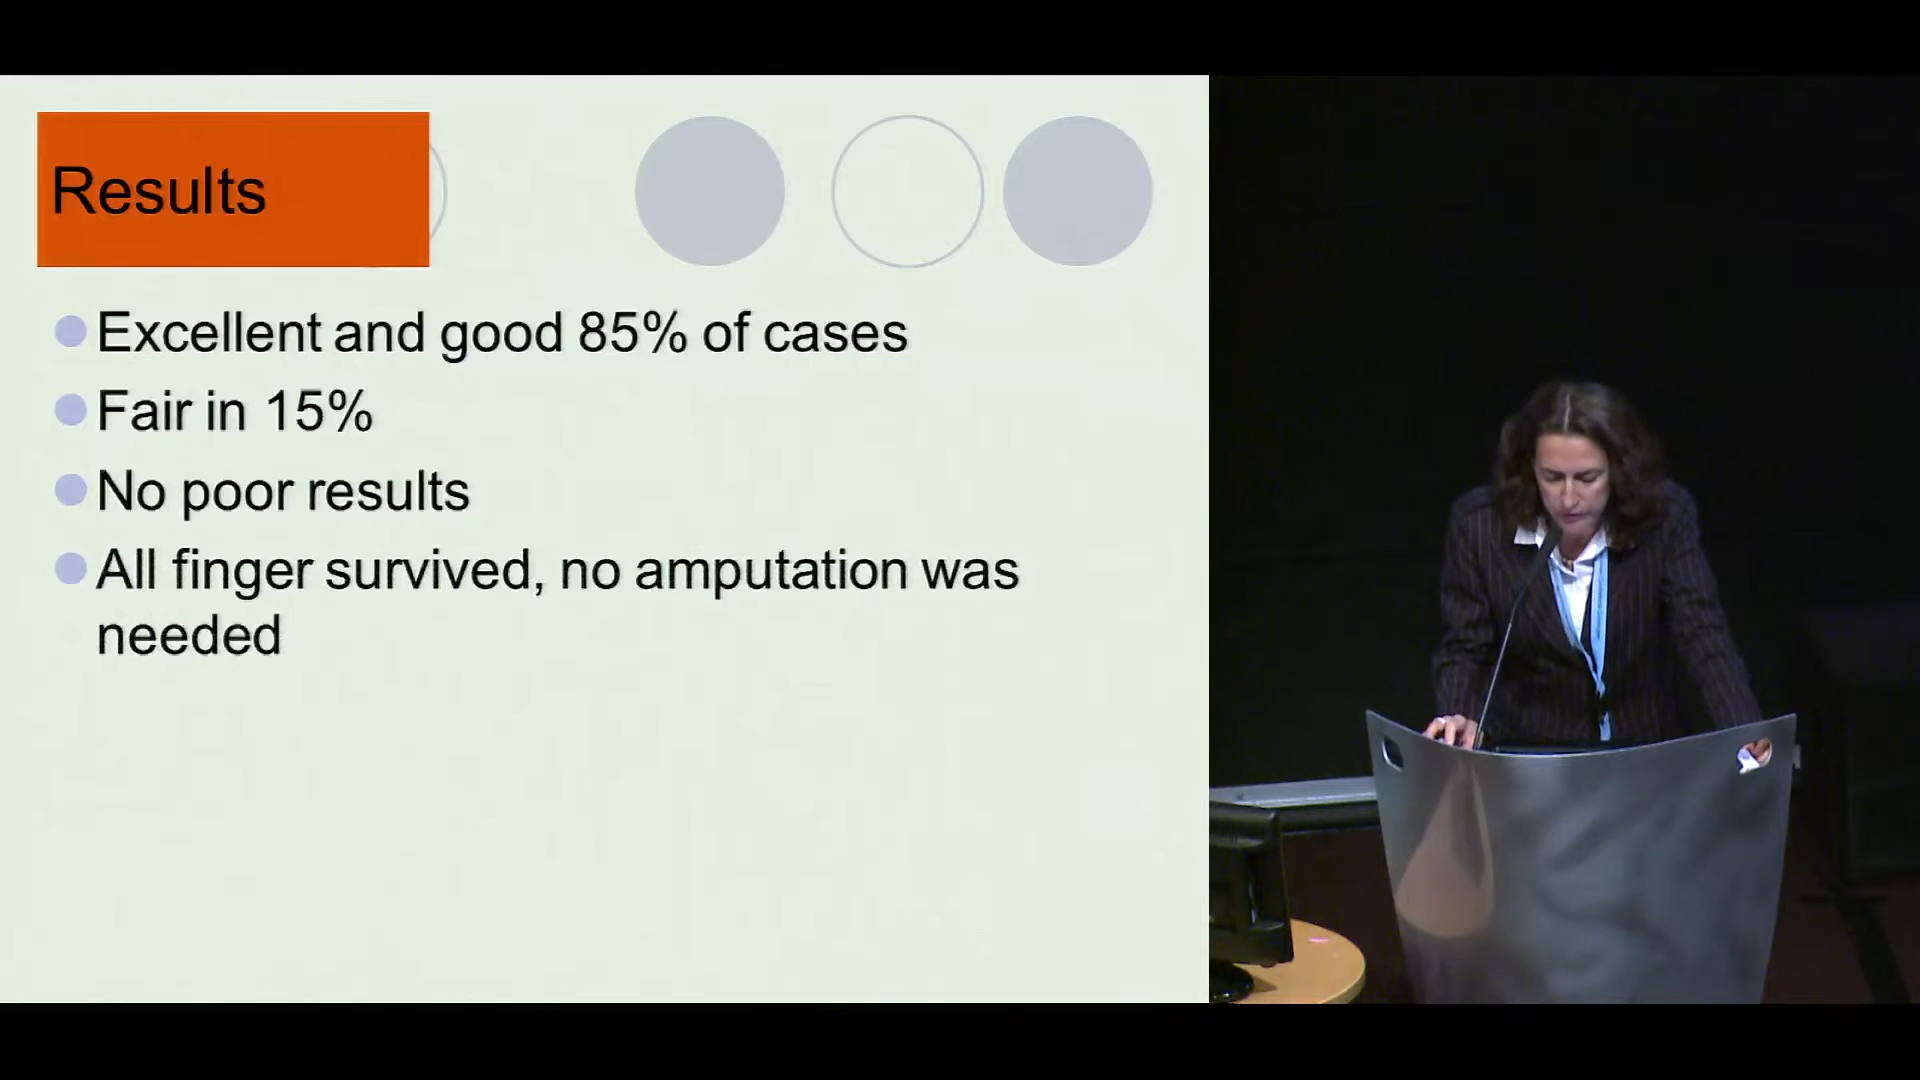 Results
Excellent and good 85% of cases
Fair in 15%
No poor results
All finger survived, no amputation was
needed